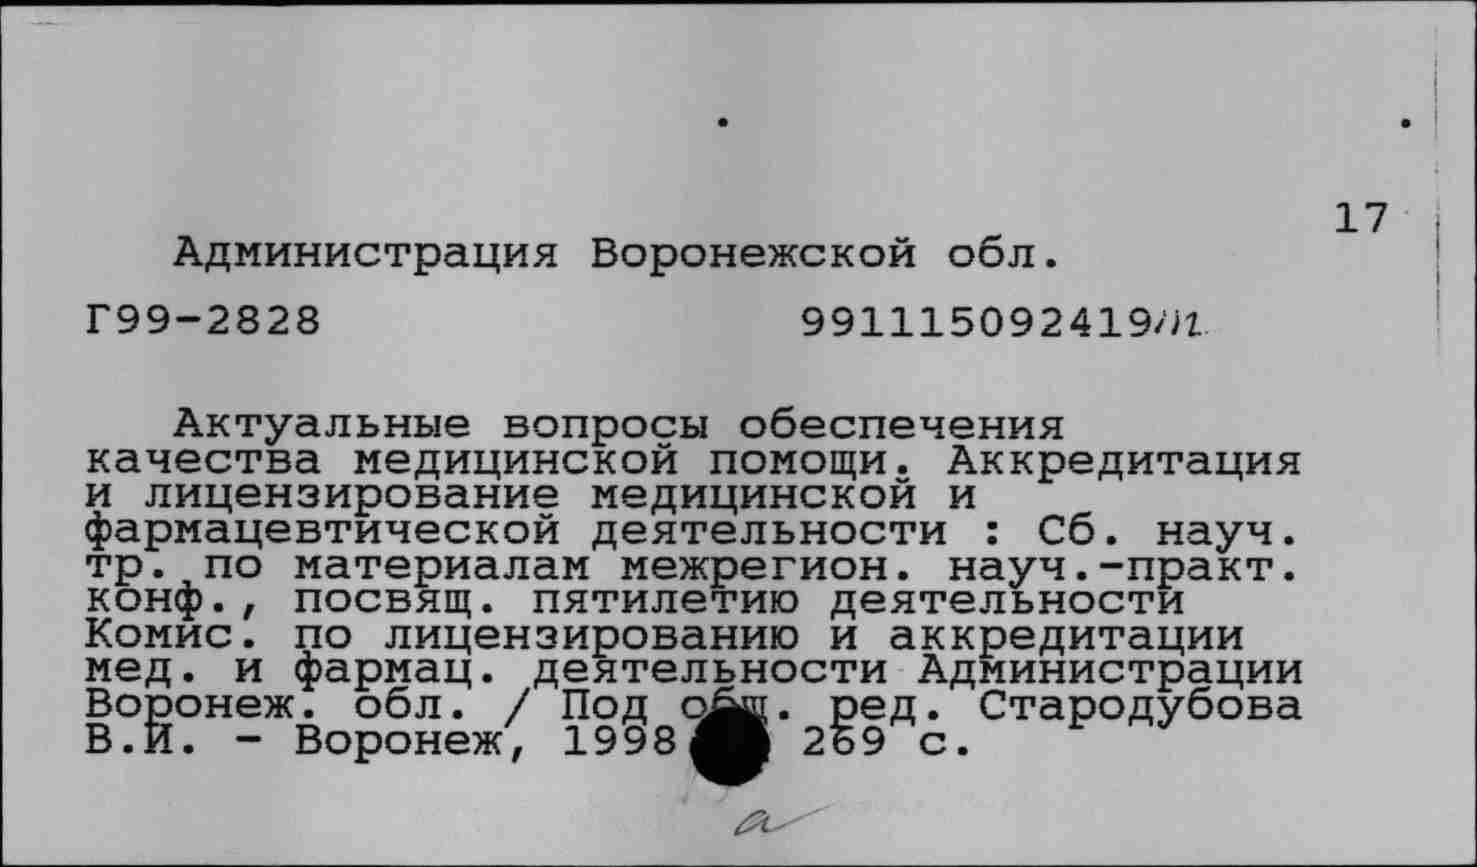 17
Администрация Воронежской обл.
Г99-2828 991115092419
Актуальные вопросы обеспечения
качества медицинской помощи. Аккредитация
и лицензирование медицинской и
фармацевтической деятельности : Сб. науч.
тр. по материалам межрегион. науч.-практ.
конф., посвящ. пятилетию деятельности
Комис. по лицензированию и аккредитации
мед. и фармац. деятельности Администрации
Воронеж. обл. / Под общ. ред. Стародубова
В.И. - Воронеж, 1998 269 с.